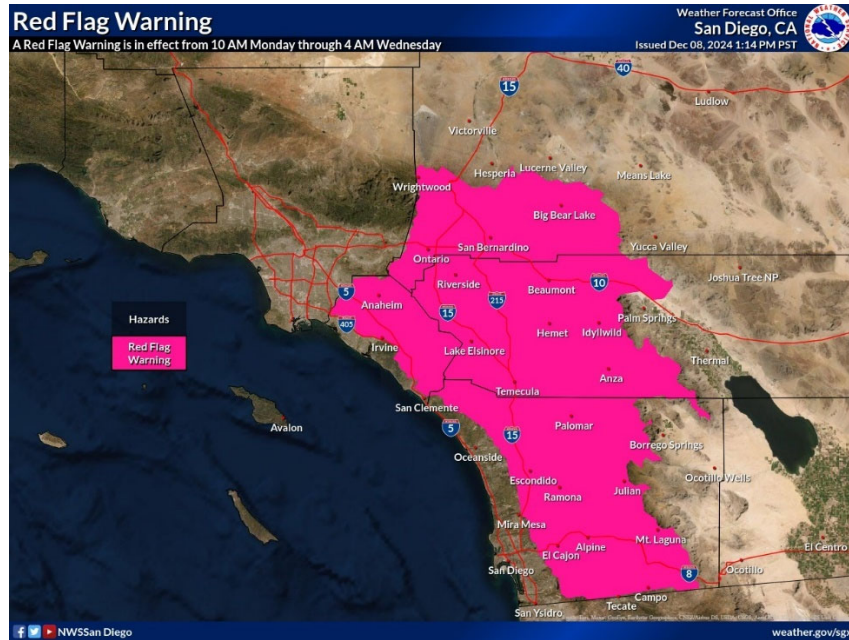 Red Flag Warning
A Red Flag Warning is in effect from 10 AM Monday through 4 AM Wednesday
Weather Forecast Office
San Diego, CA
Issued Dec 08, 2024 1:14 PM PST
40
15
Ludlow
Victorville
Hesperia
Lucerne Valley
Means Lake
Wrightwood
Big Bear Lake
San Bernardino
Yucca Valley
Ontario
Riverside
Beaumont
10
Joshua Tree NP
5
Anaheim
215
15
Palm Springs
Hazards
405
Hemet
Idyllwild
Red Flag
Warning
Irvine
Lake Elsinore
Thermal
Anza
Temecula
San Clemente
Avalon
5
15
Palomar
Borrego Springs
Oceanside
Escondido
Ramona
Julian
Ocotillo Wells
Mira Mesa
Mt. Laguna
El Cajon
Alpine
El Centro
San Diego
8
Ocotillo
Campo
Tecate
San Ysidro
NWSSan Diego
weather.gov/sgx